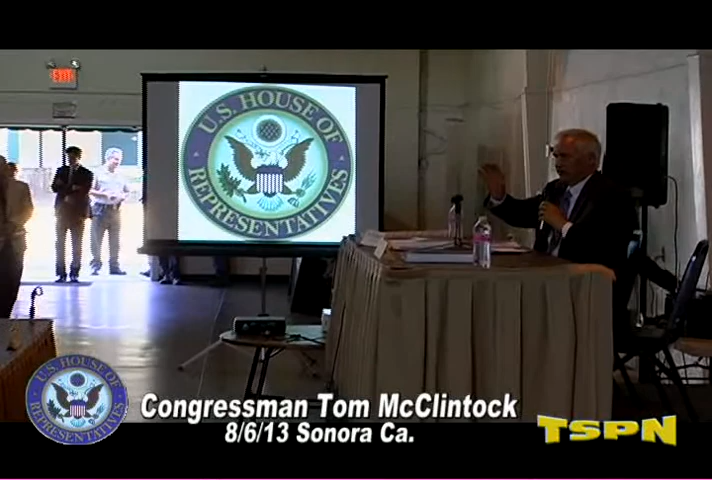 EXIT
U.S. HOUSE OF
REPRESENTATIVES
U.S. HOUSE OF
REPRESENTATIVES
Congressman Tom McClintock
8/6/13 Sonora Ca.
TSPN